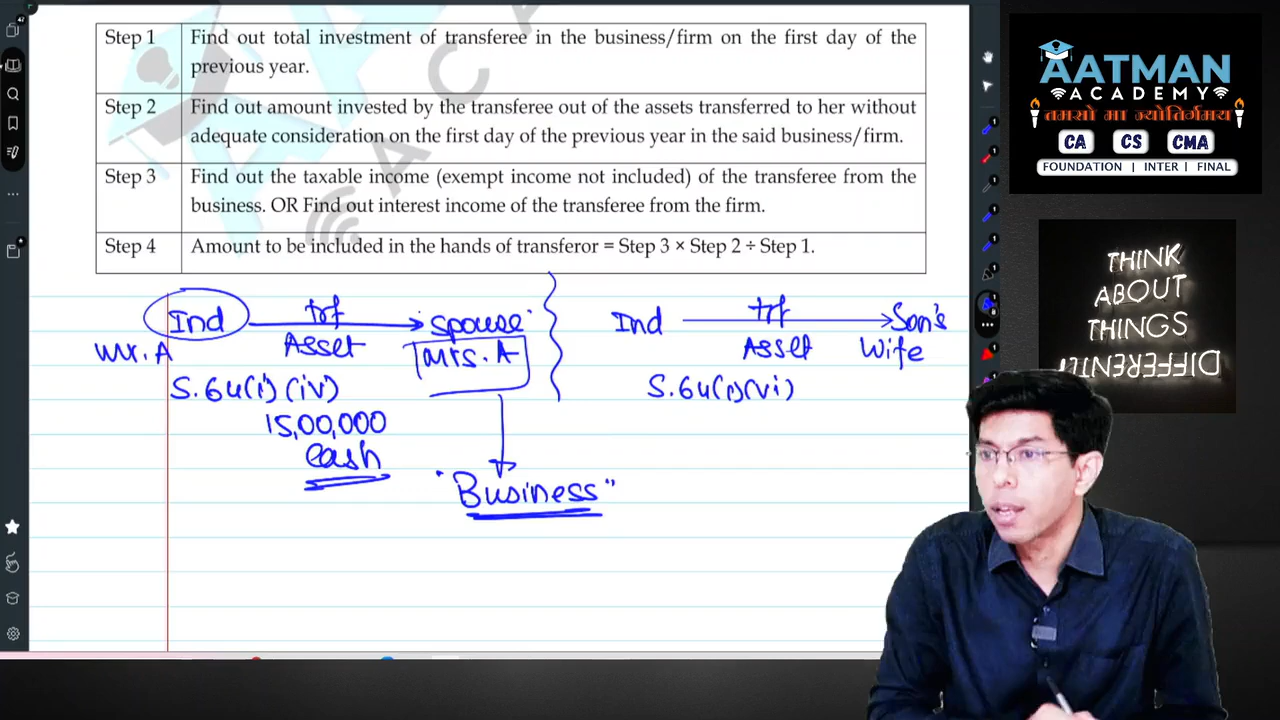 Step 1 Find out total investment of transferee in the business/firm on the first day of the
previous year.
Step 2 Find out amount invested by the transferee out of the assets transferred to her without
adequate consideration on the first day of the previous year in the said business/firm.
Step 3 Find out the taxable income (exempt income not included) of the transferee from the
business. OR Find out interest income of the transferee from the firm.
Step 4 Amount to be included in the hands of transferor = Step 3 × Step 2 ÷ Step 1.
Ind trf Spouse
Mr. A Asset Mrs. A
S.64(1)(iv)
15,00,000
Cash
"Business"
Ind trf Son's
Asset Wife
S.64(1)(vi)
AATMAN
ACADEMY
तमसो मा ज्योतिर्गमय
CA CS CMA
FOUNDATION | INTER | FINAL
THINK
ABOUT
THINGS
DIFFERENTLY